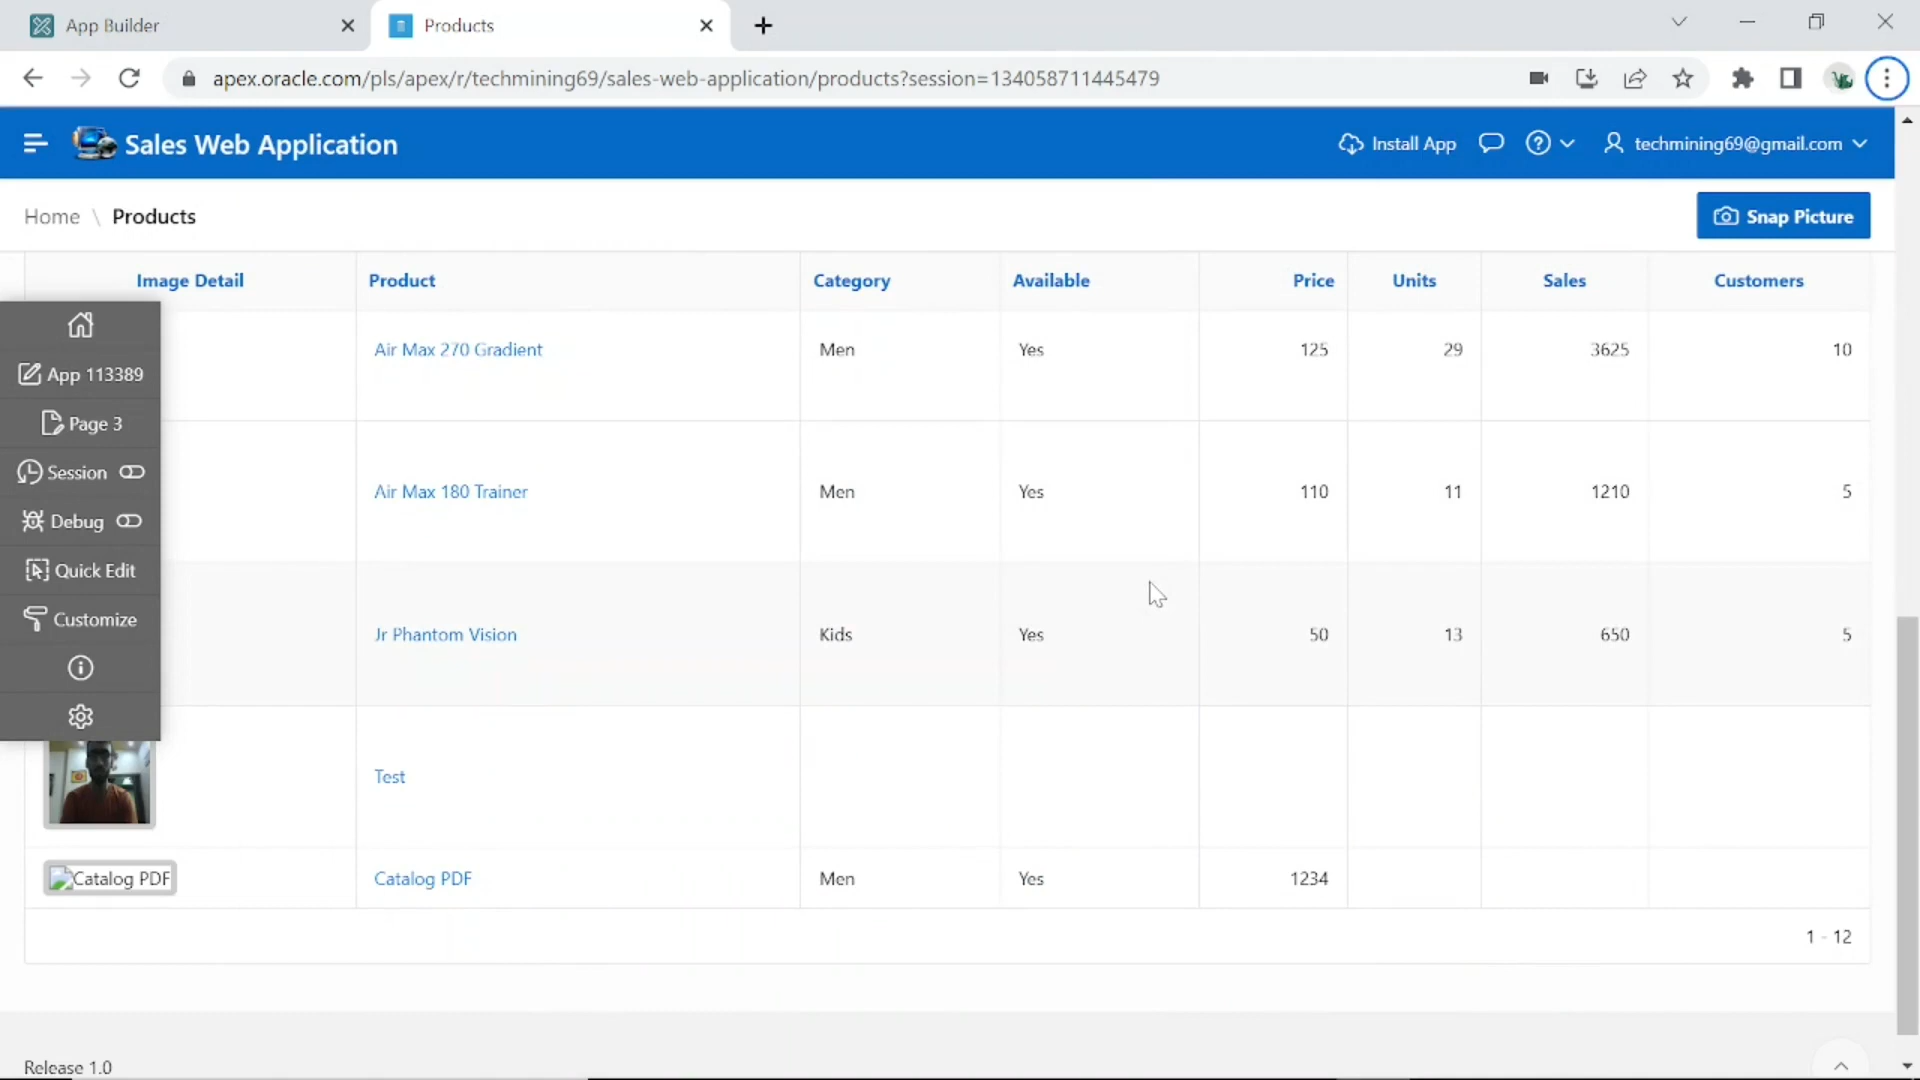 App Builder
Products
apex.oracle.com/pls/apex/r/techmining69/sales-web-application/products?session=134058711445479
Sales Web Application
Install App
techmining69@gmail.com
Home \ Products
Snap Picture
Image Detail Product Category Available Price Units Sales Customers
Air Max 270 Gradient Men Yes 125 29 3625 10
App 113389
Page 3
Session
Air Max 180 Trainer Men Yes 110 11 1210 5
Debug
Quick Edit
Customize
Jr Phantom Vision Kids Yes 50 13 650 5
Test
Catalog PDF Catalog PDF Men Yes 1234
1 - 12
Release 1.0